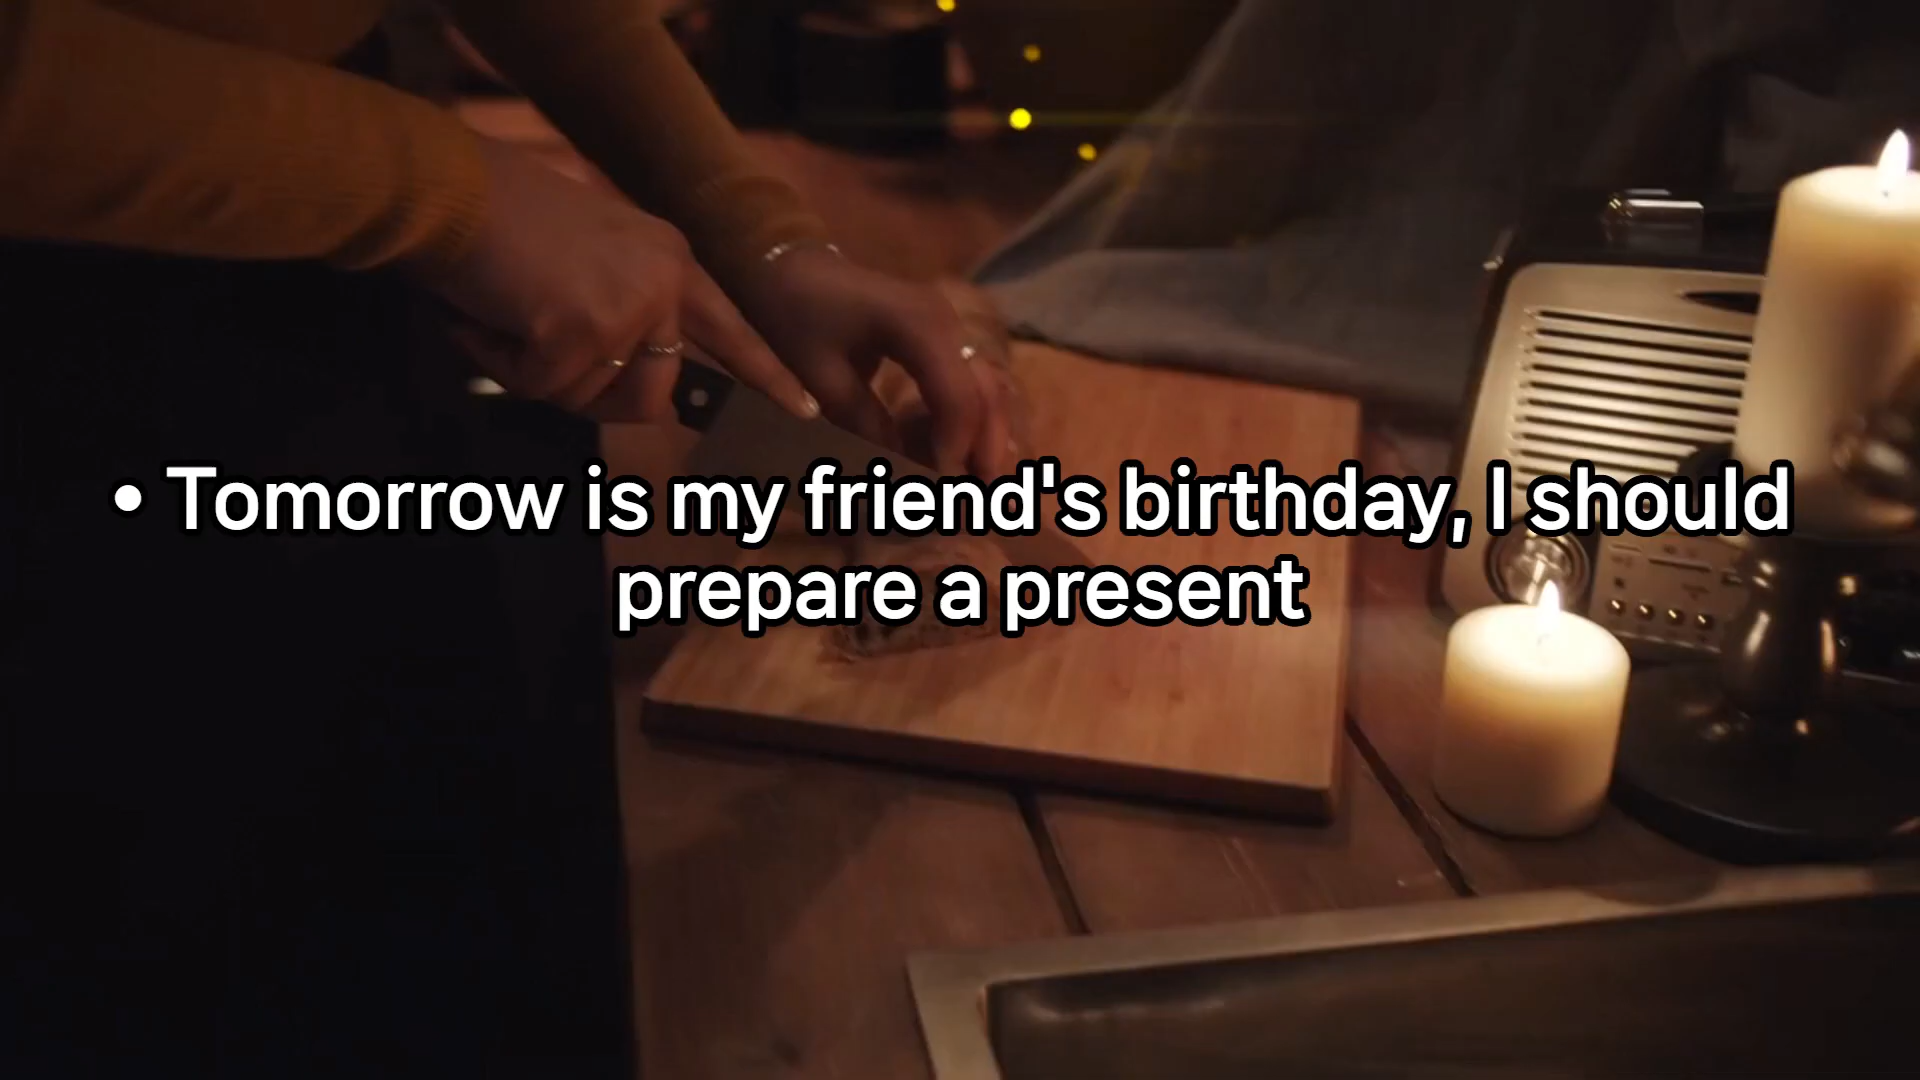 • Tomorrow is my friend's birthday, I should
prepare a present